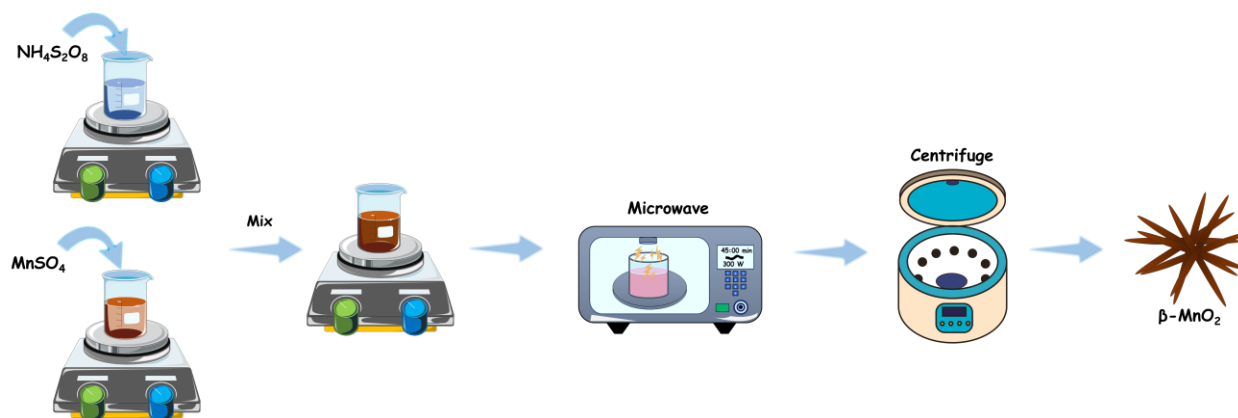 NH₄S₂O₈
MnSO₄
Mix
Microwave
45:00 min
300 W
Centrifuge
β-MnO₂